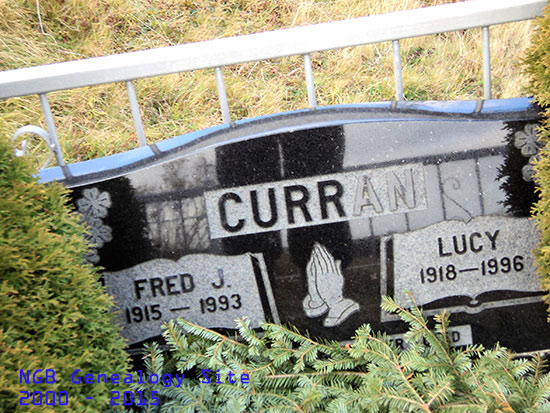 CURRAN
FRED J.
1915 - 1993
LUCY
1918-1996
NGB Genealogy Site
2000 - 2015